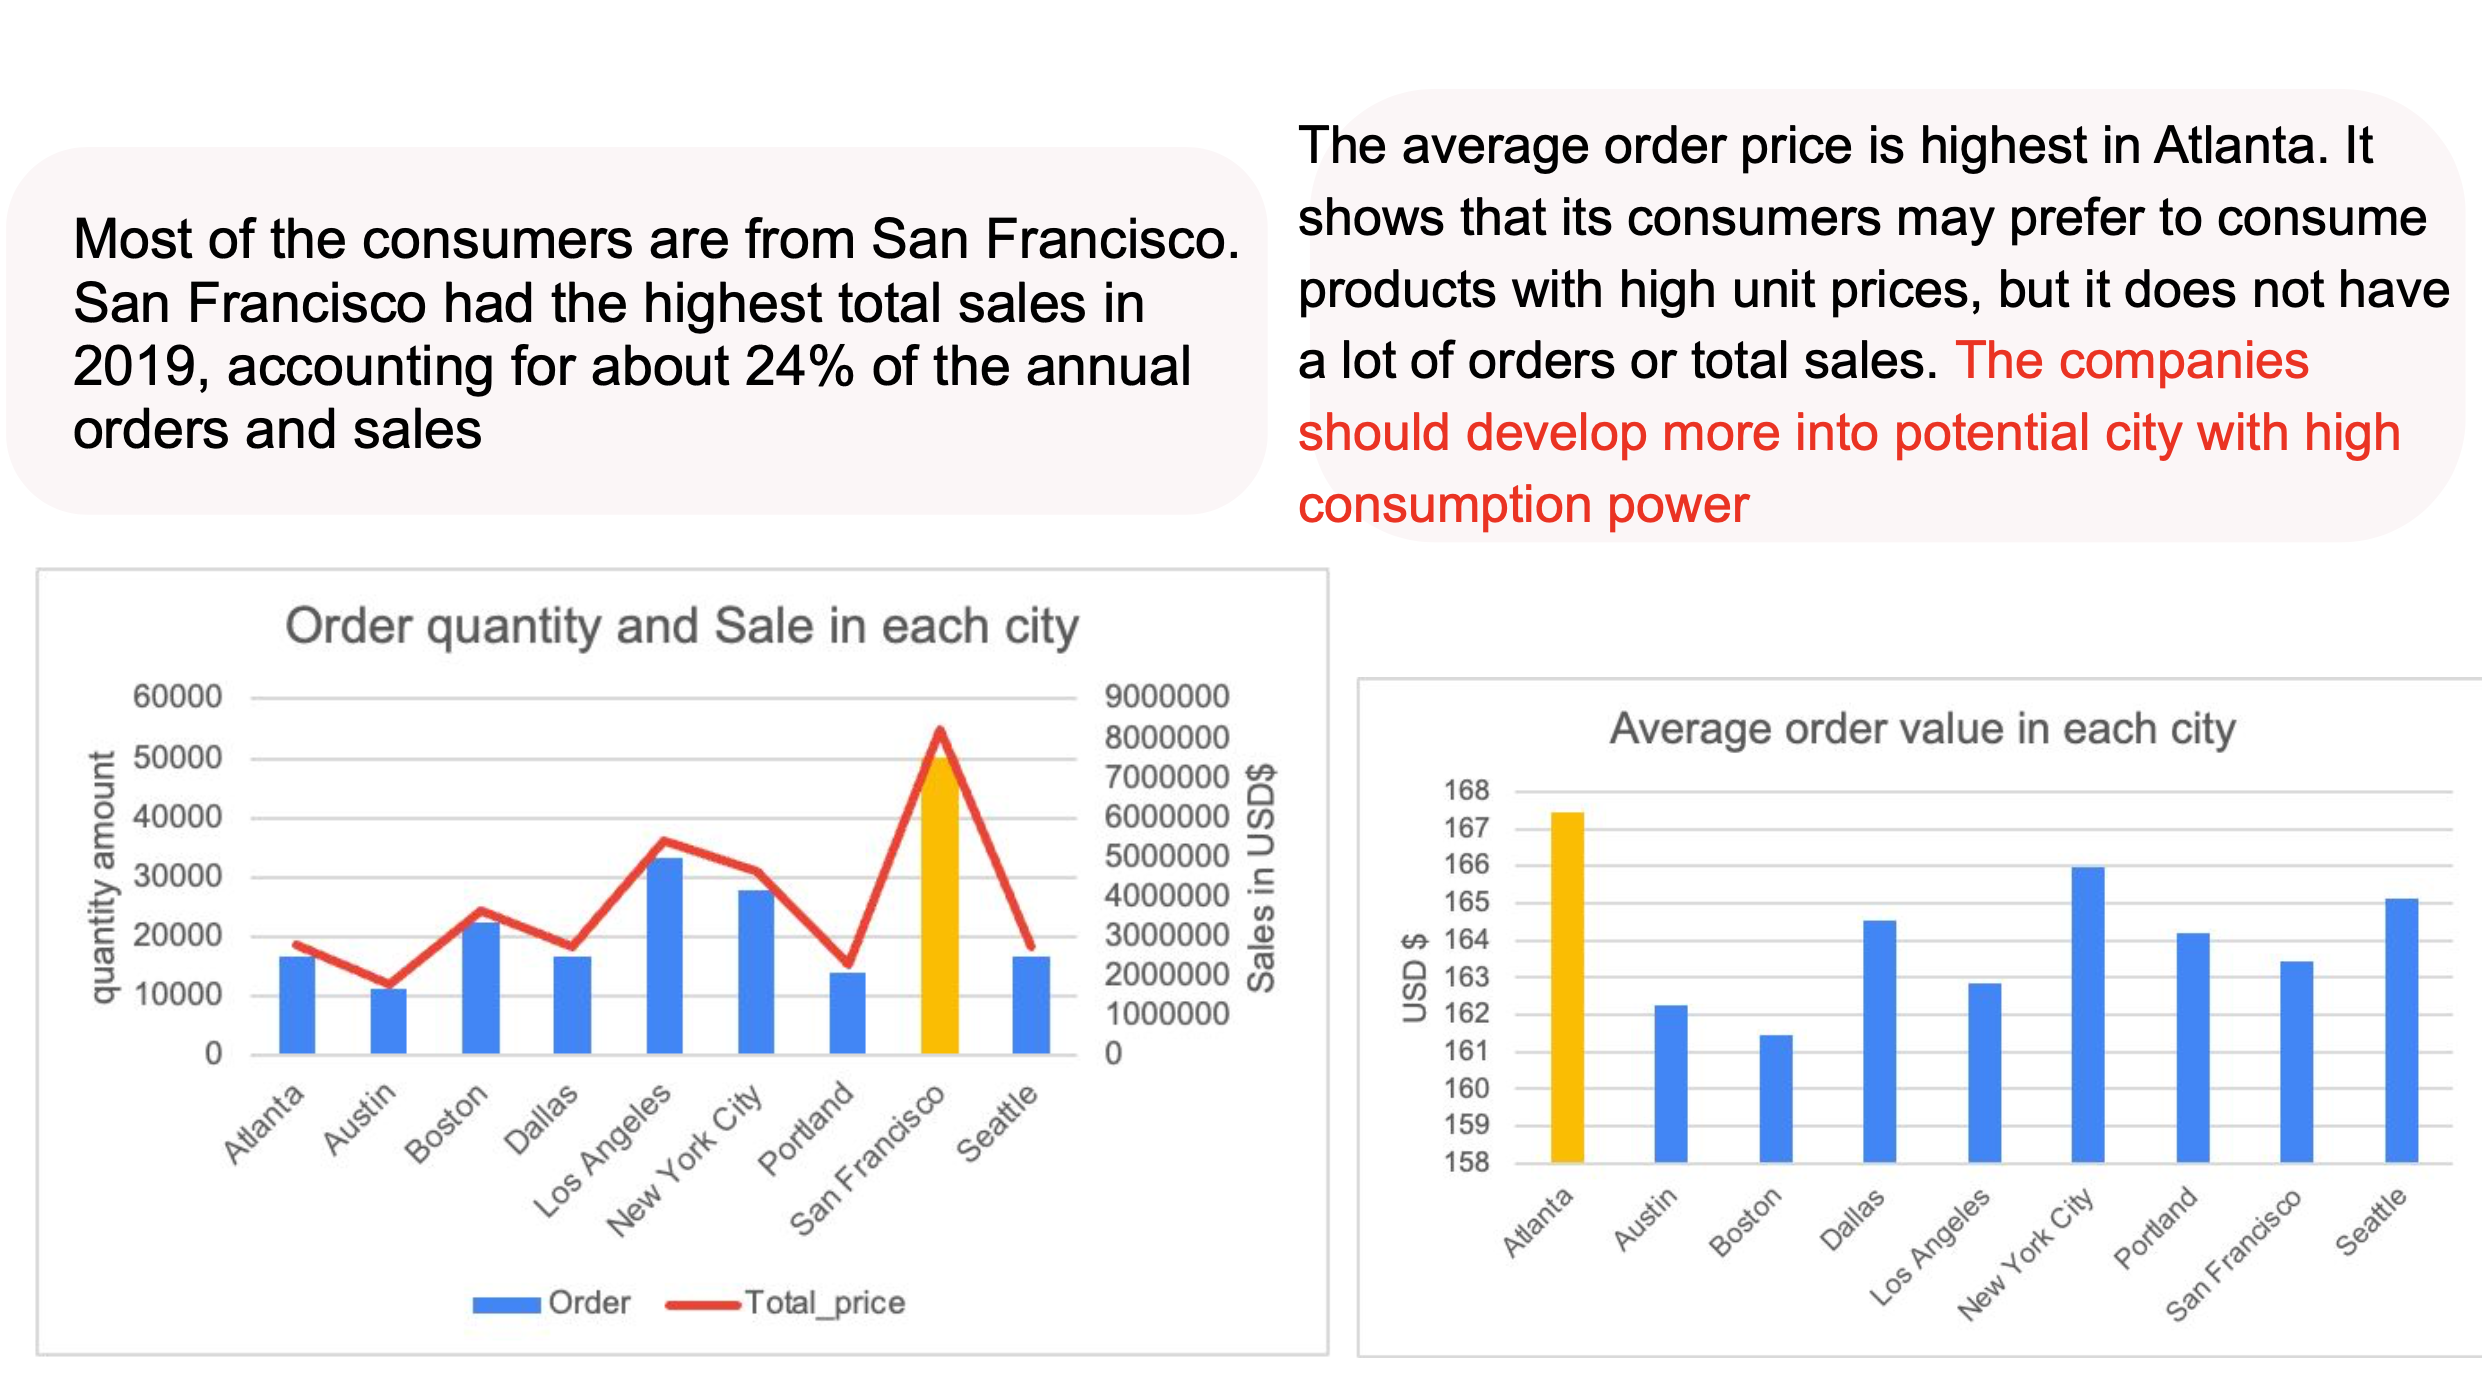 Most of the consumers are from San Francisco.
San Francisco had the highest total sales in
2019, accounting for about 24% of the annual
orders and sales
The average order price is highest in Atlanta. It
shows that its consumers may prefer to consume
products with high unit prices, but it does not have
a lot of orders or total sales. The companies
should develop more into potential city with high
consumption power
Order quantity and Sale in each city
quantity amount
60000
50000
40000
30000
20000
10000
0
9000000
8000000
7000000
6000000
5000000
4000000
3000000
2000000
1000000
0
Sales in USD$
Atlanta
Austin
Boston
Dallas
Los Angeles
New York City
Portland
San Francisco
Seattle
Order
Total_price
Average order value in each city
USD $
168
167
166
165
164
163
162
161
160
159
158
Atlanta
Austin
Boston
Dallas
Los Angeles
New York City
Portland
San Francisco
Seattle